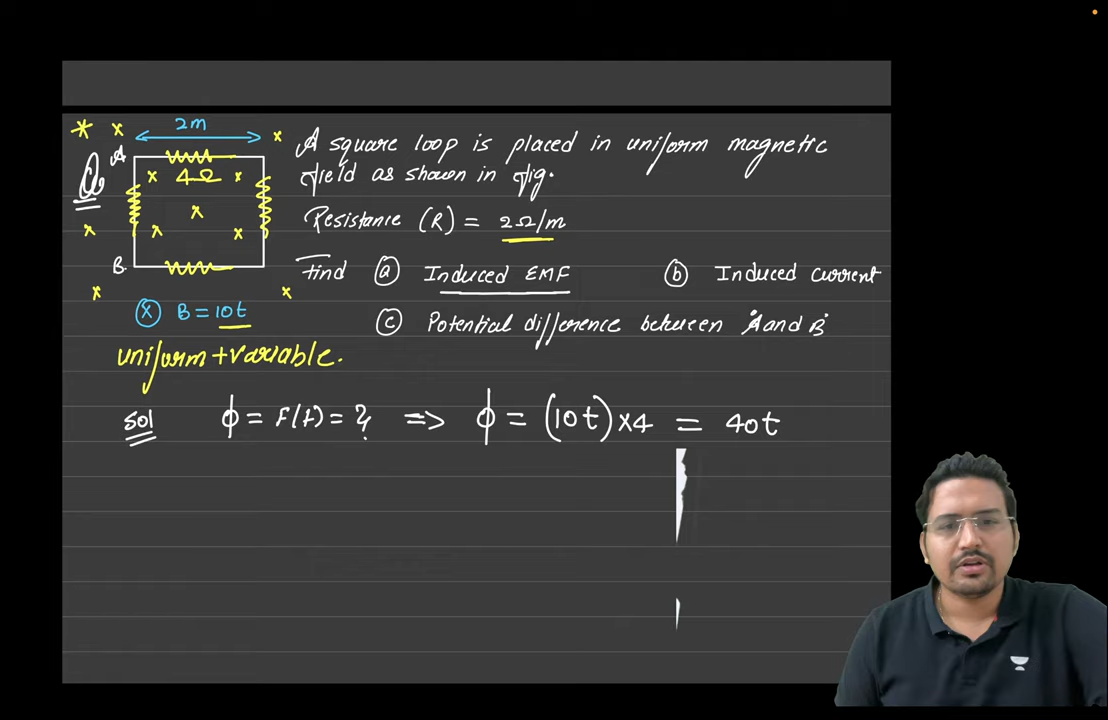 2m
A
4Ω
B.
(x) B = 10t
uniform + variable.
Q
A square loop is placed in uniform magnetic
field as shown in fig.
Resistance (R) = 2Ω/m
Find (a) Induced EMF (b) Induced current
(c) Potential difference between A and B
Sol ϕ = F(t) = ? => ϕ = (10t)×4 = 40t